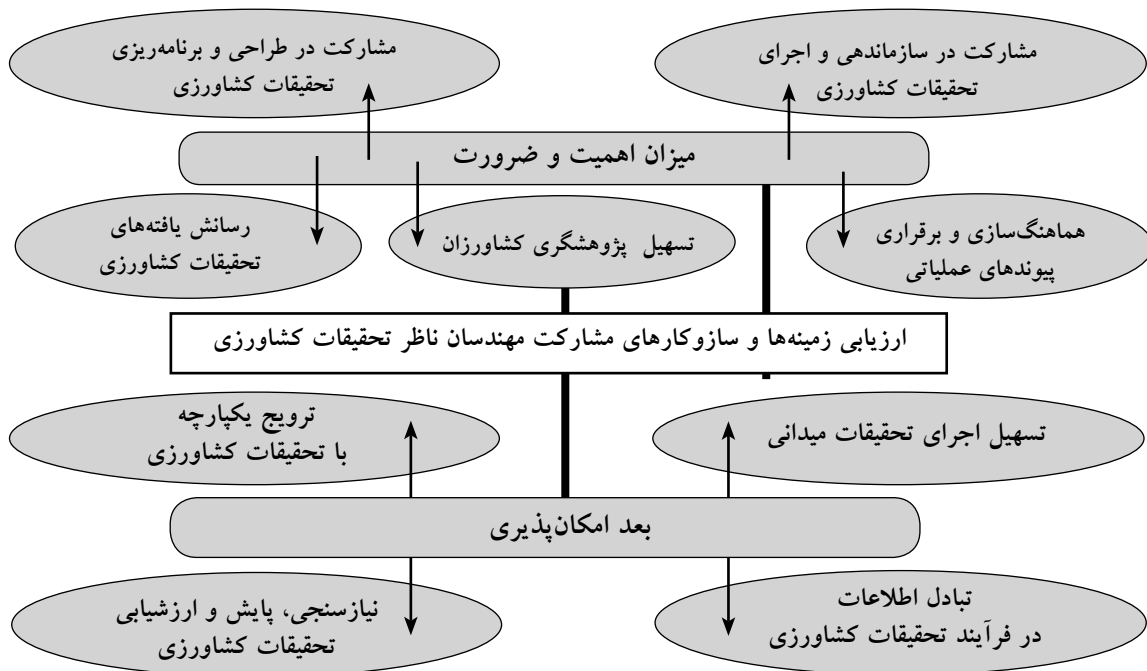 مشارکت در سازماندهی و اجرای
تحقیقات کشاورزی
مشارکت در طراحی و برنامه‌ریزی
تحقیقات کشاورزی
میزان اهمیت و ضرورت
هماهنگ‌سازی و برقراری
پیوندهای عملیاتی
تسهیل پژوهشگری کشاورزان
رسانش یافته‌های
تحقیقات کشاورزی
ارزیابی زمینه‌ها و سازوکارهای مشارکت مهندسان ناظر تحقیقات کشاورزی
تسهیل اجرای تحقیقات میدانی
ترویج یکپارچه
با تحقیقات کشاورزی
بعد امکان‌پذیری
تبادل اطلاعات
در فرآیند تحقیقات کشاورزی
نیازسنجی، پایش و ارزشیابی
تحقیقات کشاورزی